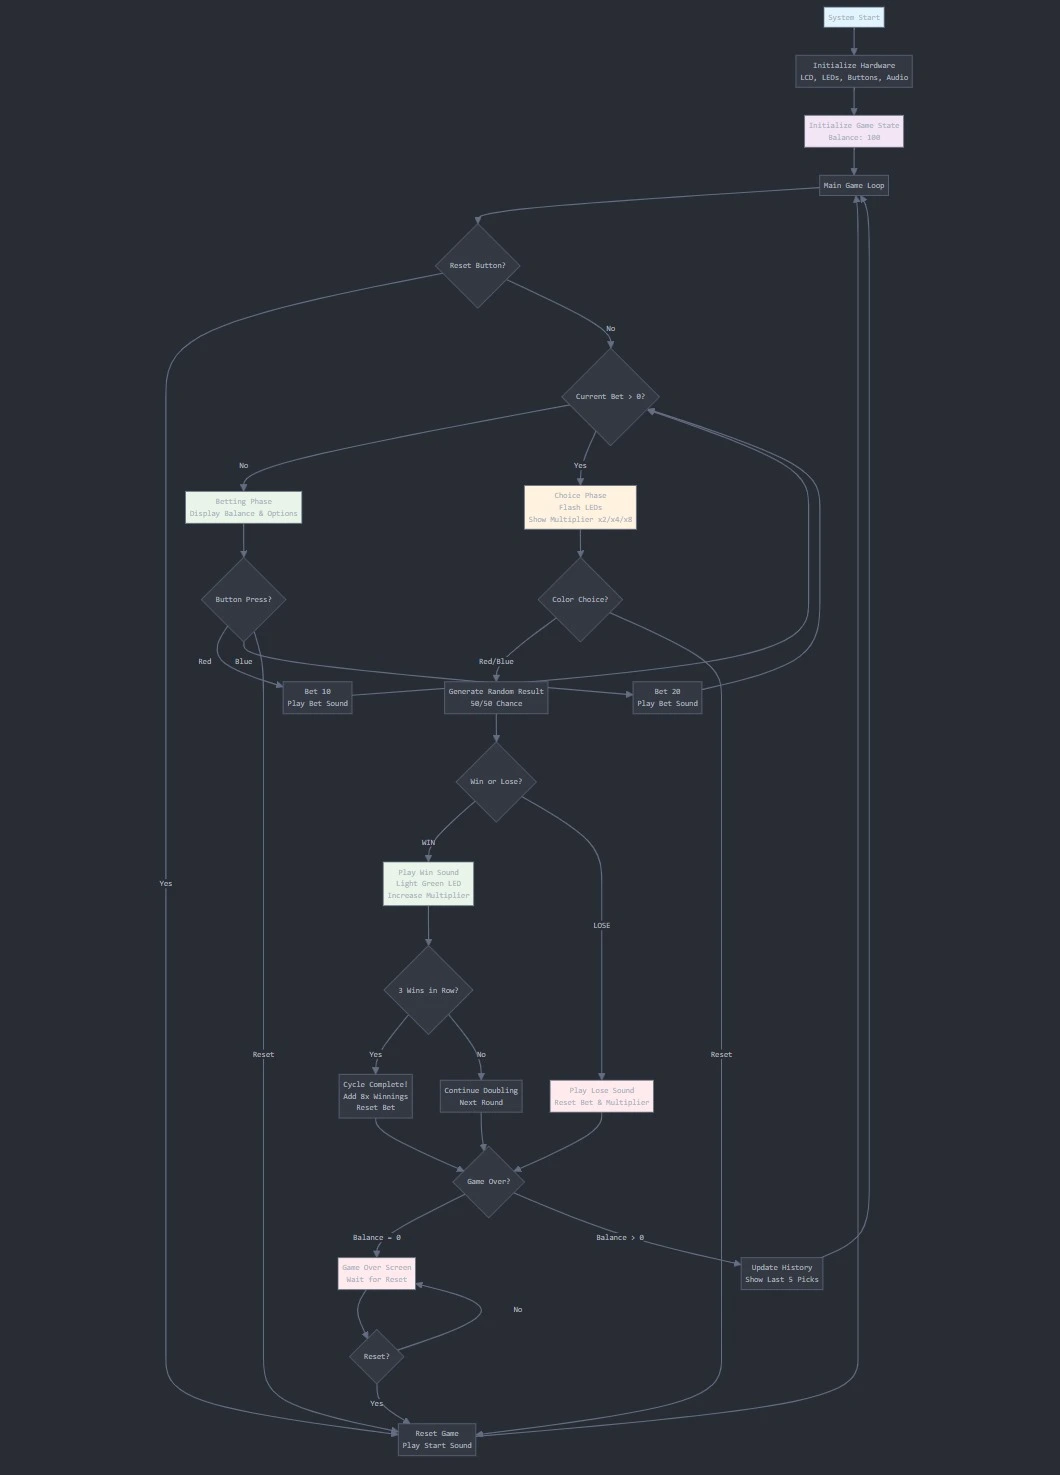 System Start
Initialize Hardware
LCD, LEDs, Buttons, Audio
Initialize Game State
Balance: 100
Main Game Loop
Reset Button?
No
Current Bet > 0?
No
Yes
Betting Phase
Display Balance & Options
Choice Phase
Flash LEDs
Show Multiplier x2/x4/x8
Button Press?
Color Choice?
Red
Blue
Red/Blue
Bet 10
Play Bet Sound
Generate Random Result
50/50 Chance
Bet 20
Play Bet Sound
Win or Lose?
WIN
Play Win Sound
Light Green LED
Increase Multiplier
Yes
LOSE
3 Wins in Row?
Reset
Yes
No
Reset
Cycle Complete!
Add 8x Winnings
Reset Bet
Continue Doubling
Next Round
Play Lose Sound
Reset Bet & Multiplier
Game Over?
Balance = 0
Balance > 0
Game Over Screen
Wait for Reset
Update History
Show Last 5 Picks
No
Reset?
Yes
Reset Game
Play Start Sound